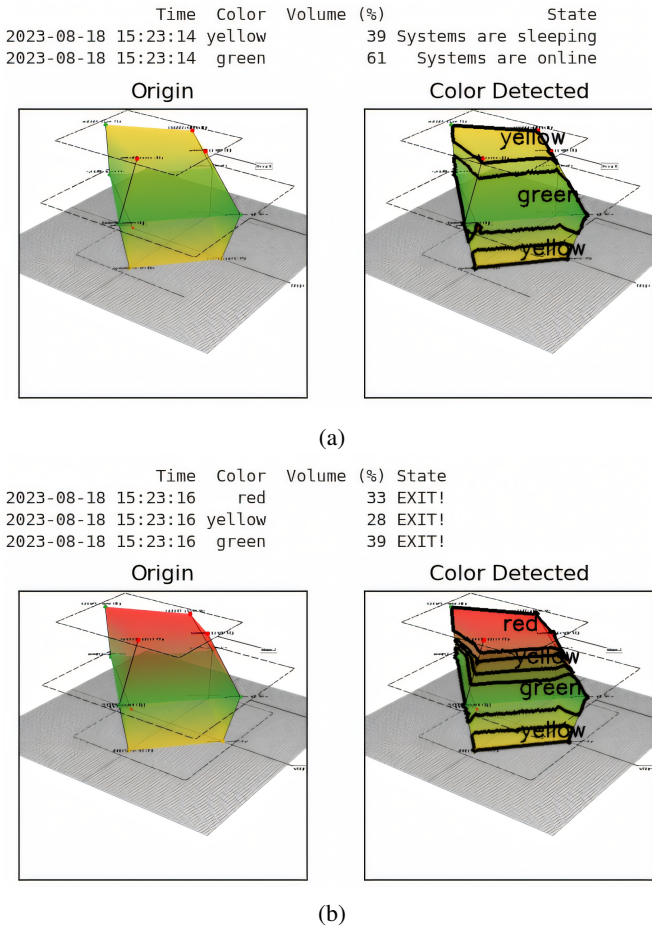 Time Color Volume (%) State
2023-08-18 15:23:14 yellow 39 Systems are sleeping
2023-08-18 15:23:14 green 61 Systems are online
Origin Color Detected
yellow
green
yellow
(a)
Time Color Volume (%) State
2023-08-18 15:23:16 red 33 EXIT!
2023-08-18 15:23:16 yellow 28 EXIT!
2023-08-18 15:23:16 green 39 EXIT!
Origin Color Detected
red
yellow
green
yellow
(b)